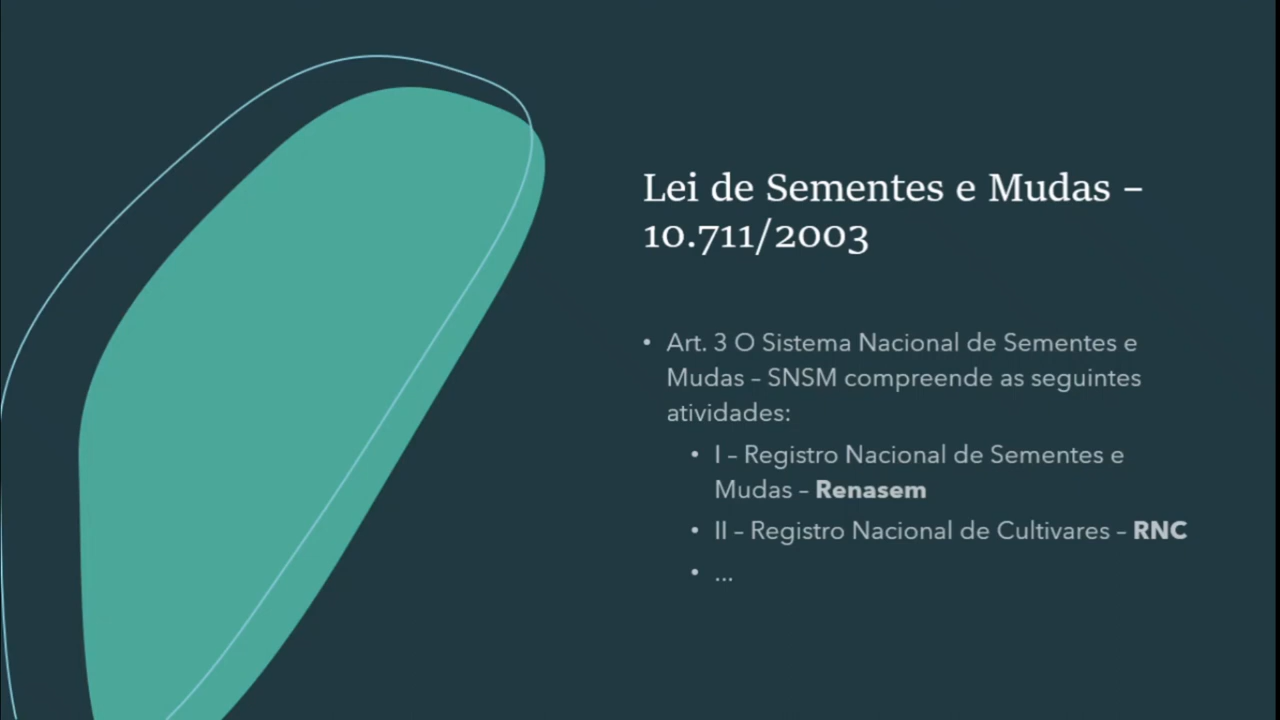 Lei de Sementes e Mudas –
10.711/2003
• Art. 3 O Sistema Nacional de Sementes e
Mudas – SNSM compreende as seguintes
atividades:
• I – Registro Nacional de Sementes e
Mudas – Renasem
• II – Registro Nacional de Cultivares – RNC
• ...